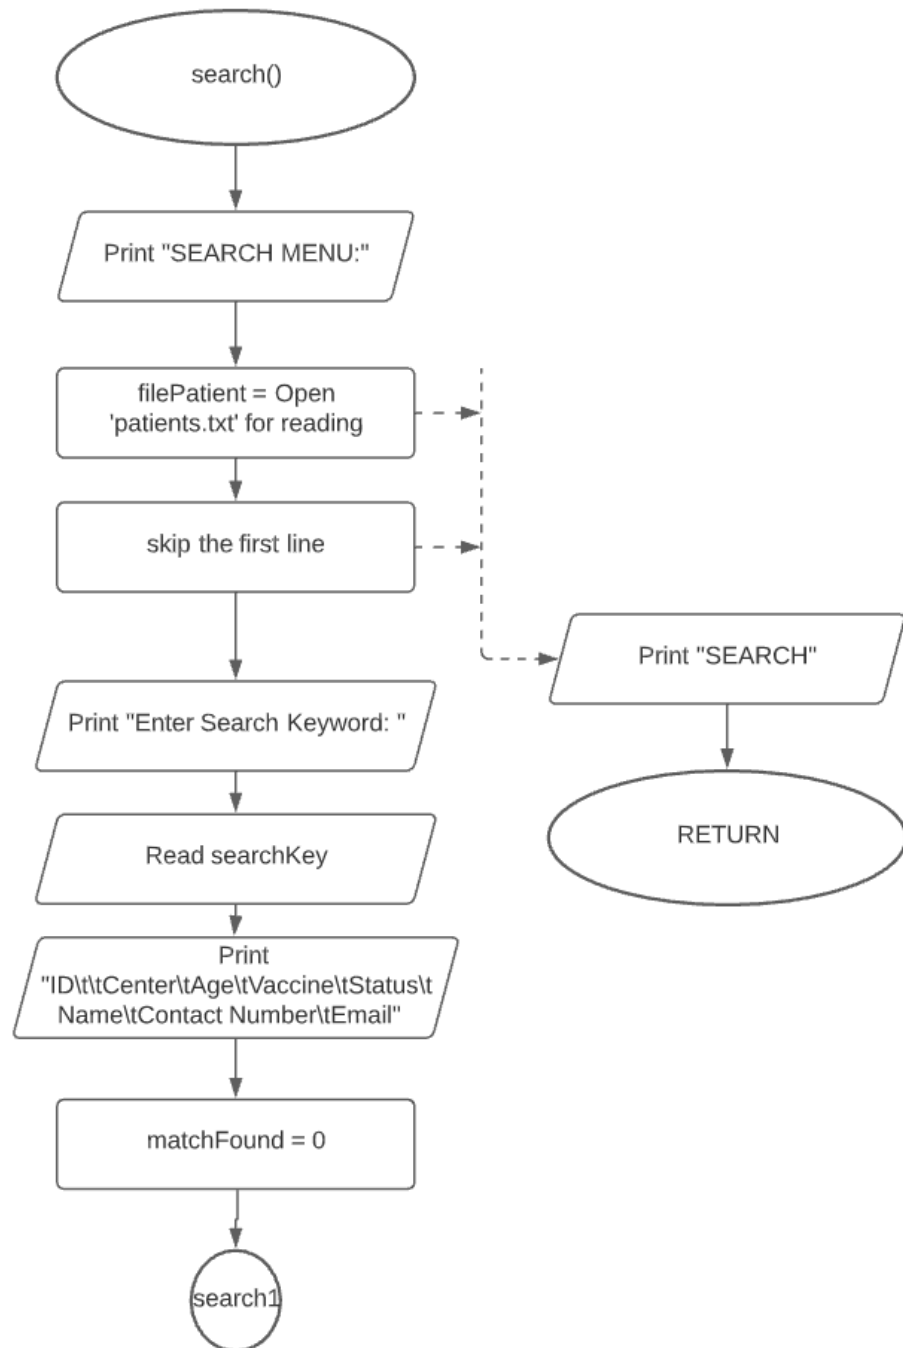 search()
Print "SEARCH MENU:"
filePatient = Open
'patients.txt' for reading
skip the first line
Print "SEARCH"
Print "Enter Search Keyword: "
RETURN
Read searchKey
Print
"ID\t\tCenter\tAge\tVaccine\tStatus\t
Name\tContact Number\tEmail"
matchFound = 0
search1